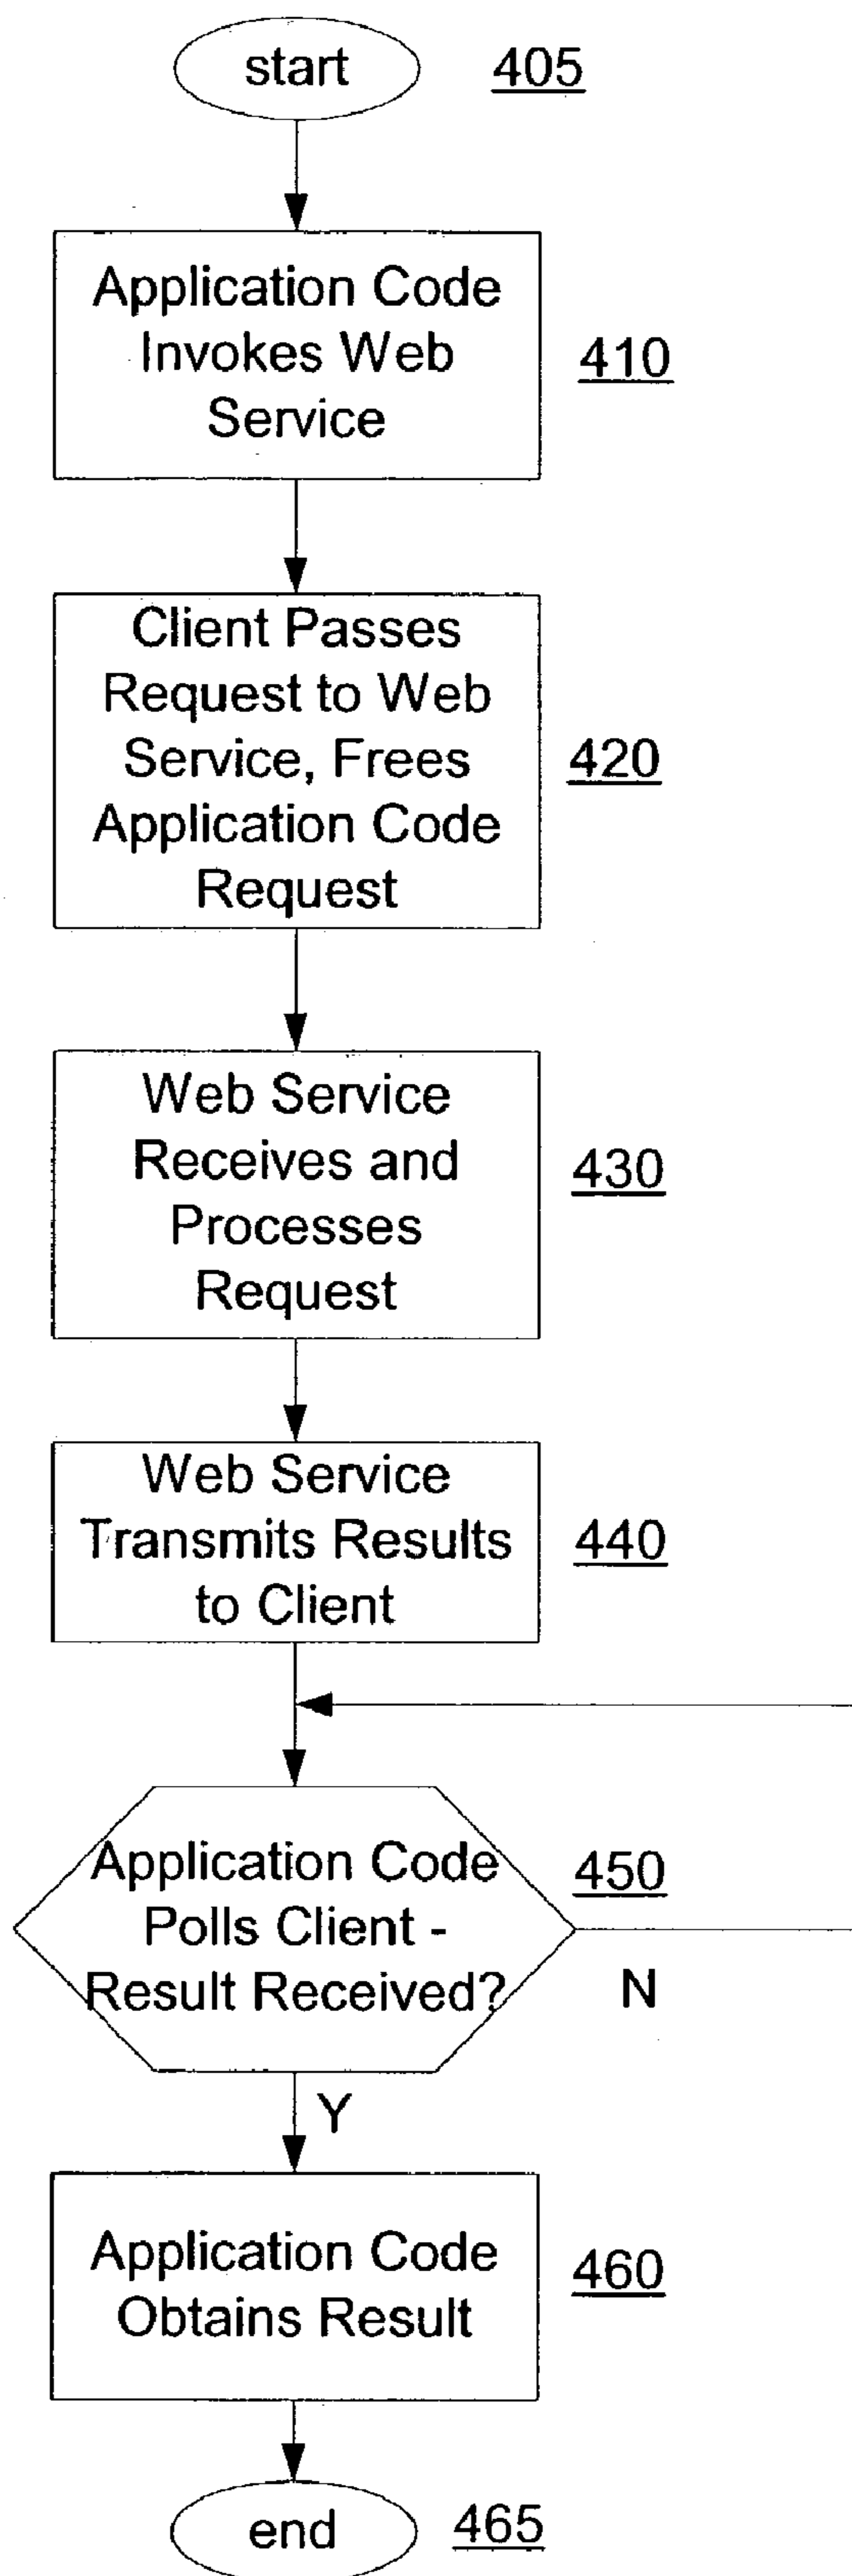 start
405
Application Code
Invokes Web
Service
410
Client Passes
Request to Web
Service, Frees
Application Code
Request
420
Web Service
Receives and
Processes
Request
430
Web Service
Transmits Results
to Client
440
Application Code
Polls Client -
Result Received?
450
N
Y
Application Code
Obtains Result
460
end
465